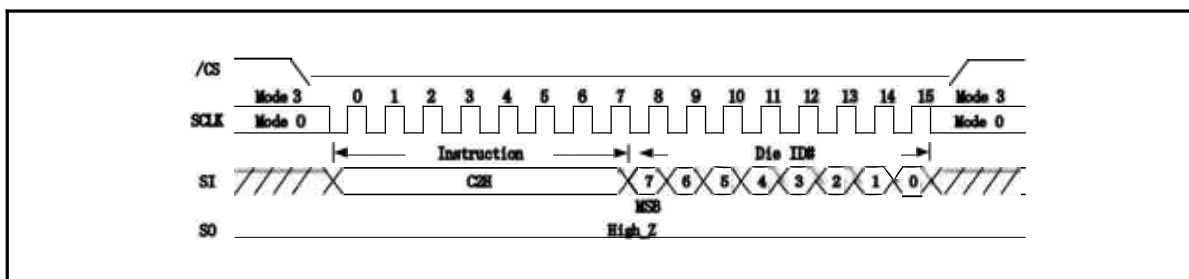 /CS
Mode 3 0 1 2 3 4 5 6 7 8 9 10 11 12 13 14 15 Mode 3
SCLK Mode 0 Mode 0
Instruction Die ID#
SI C2H 7 6 5 4 3 2 1 0
MSB
SO High_Z